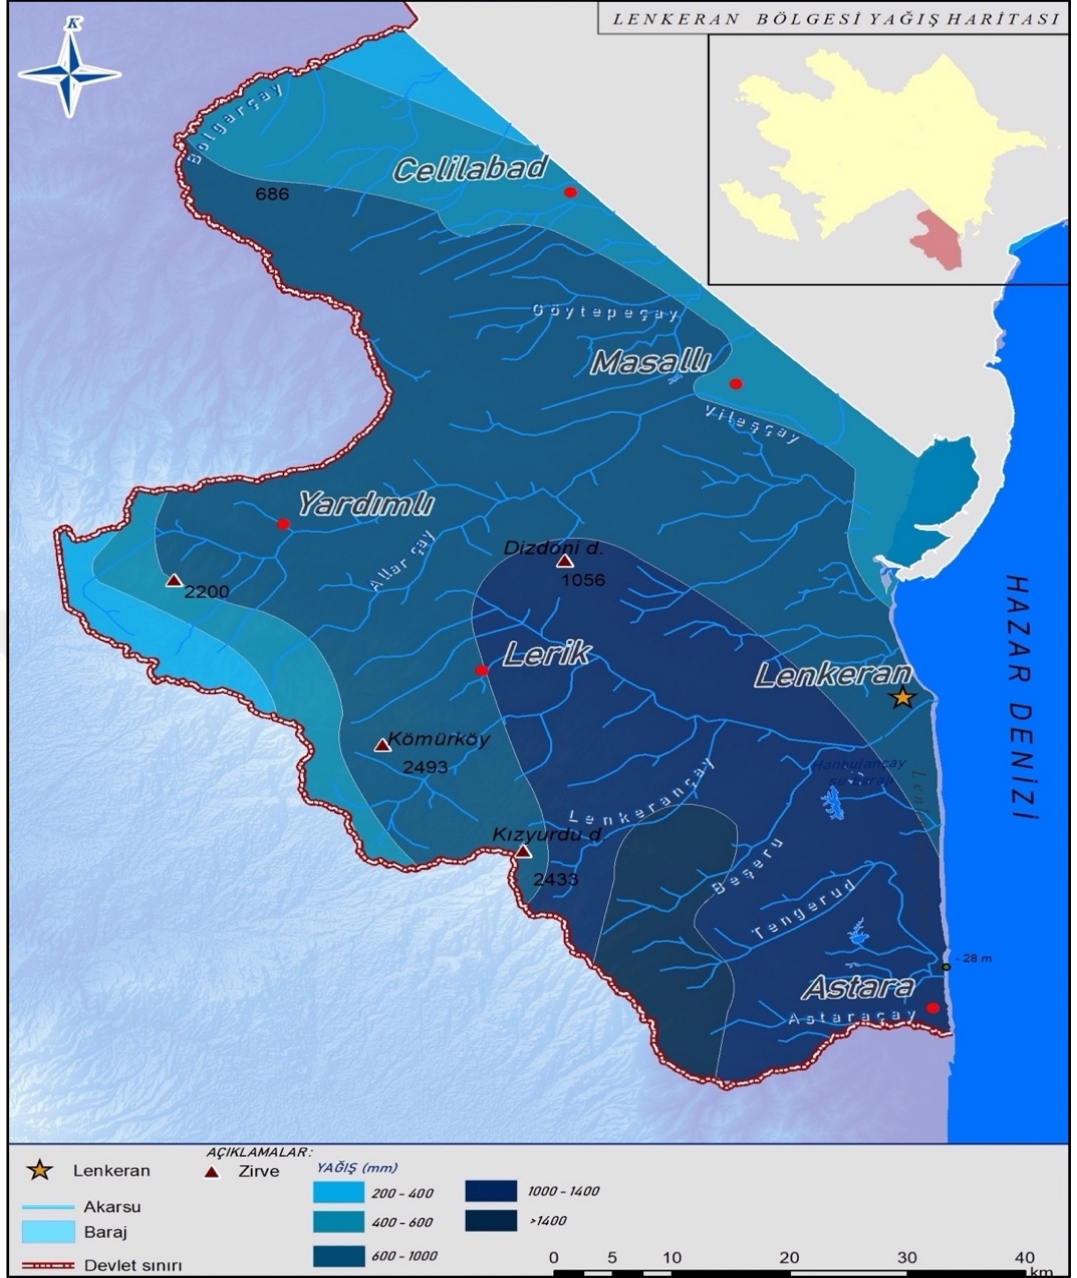 LENKERAN BÖLGESİ YAĞIŞ HARİTASI
K
Bolgarçay
Celilabad
686
Göytepeçay
Masallı
Vileşçay
Yardımlı
Allar çay
Dizdoni d.
1056
2200
HAZAR DENİZİ
Lerik
Lenkeran
Kömürköy
2493
Lenkerançay
Kızyurdu d.
2433
Beşeru
Tengerud
- 28 m
Astara
Astaraçay
AÇIKLAMALAR:
Lenkeran
Zirve
YAĞIŞ (mm)
Akarsu
Baraj
Devlet sınırı
200 - 400
400 - 600
600 - 1000
1000 - 1400
>1400
0 5 10 20 30 40
km